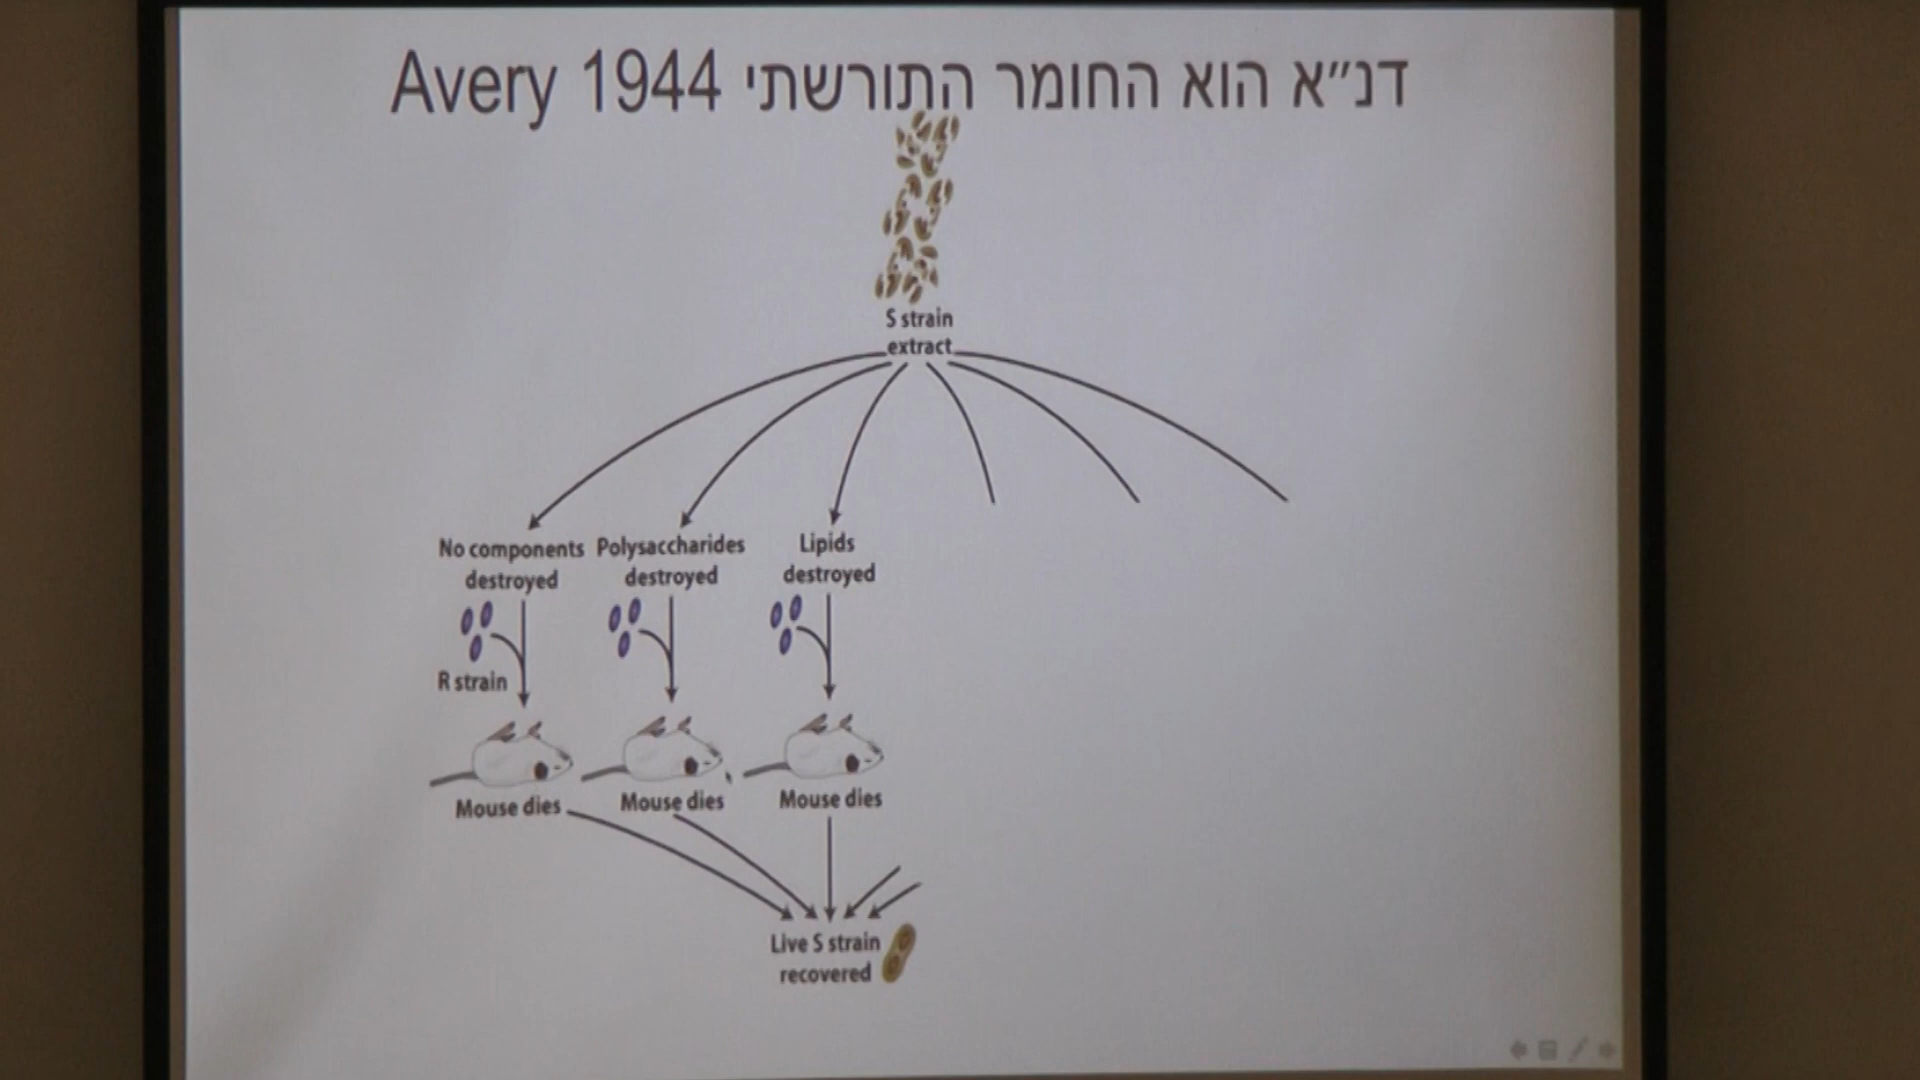 דנ״א הוא החומר התורשתי Avery 1944
S strain
extract
No components
destroyed
Polysaccharides
destroyed
Lipids
destroyed
R strain
Mouse dies
Mouse dies
Mouse dies
Live S strain
recovered